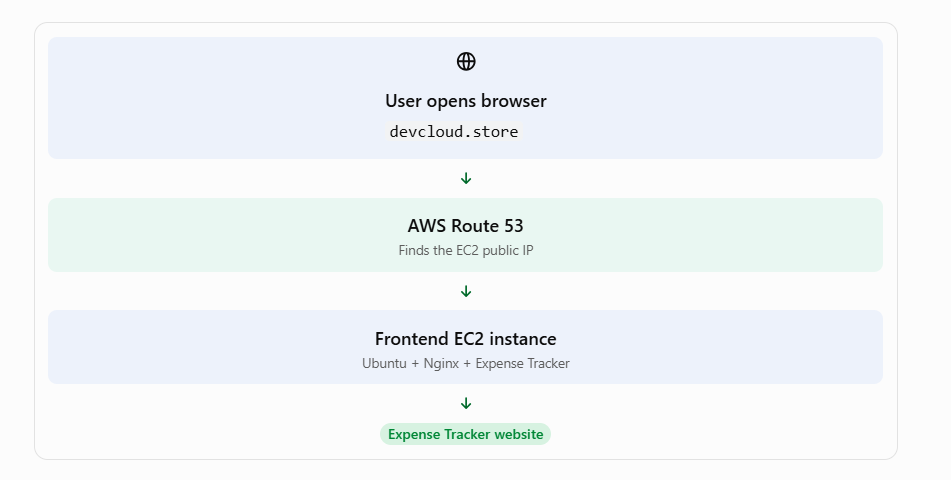 User opens browser
devcloud.store
AWS Route 53
Finds the EC2 public IP
Frontend EC2 instance
Ubuntu + Nginx + Expense Tracker
Expense Tracker website